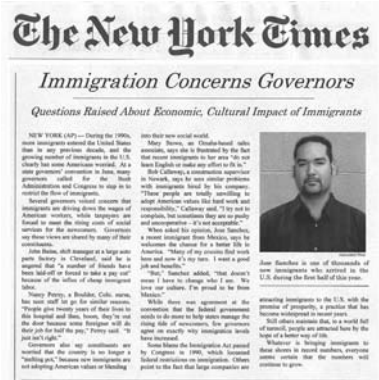 The New York Times
Immigration Concerns Governors
Questions Raised About Economic, Cultural Impact of Immigrants
NEW YORK (AP) — During the 1990s,
more immigrants entered the United States
than in any previous decade, and the
growing number of immigrants in the U.S.
clearly has some Americans worried. At a
state governors' convention in June, many
governors called for the Bush
Administration and Congress to step in to
restrict the flow of immigrants.
Several governors voiced concern that
immigrants are driving down the wages of
American workers, while taxpayers are
forced to meet the rising costs of social
services for the newcomers. Governors
say these views are shared by many of their
constituents.
John Baine, shift manager at a large auto
parts factory in Cleveland, said he is
angered that "a number of friends have
been laid-off or forced to take a pay cut"
because of the influx of cheap immigrant
labor.
Nancy Petrey, a Boulder, Colo. nurse,
has seen staff let go for similar reasons.
"People give twenty years of their lives to
this hospital and then, boom, they're out
the door because some foreigner will do
their job for half the pay," Petrey said. "It
just isn't right."
Governors also say constituents are
worried that the country is no longer a
"melting pot," because new immigrants are
not adopting American values or blending
into their new social world.
Mary Brown, an Omaha-based sales
associate, says she is frustrated by the fact
that recent immigrants to her area "do not
learn English or make any effort to fit in."
Bob Callaway, a construction supervisor
in Newark, says he sees similar problems
with immigrants hired by his company.
"These people are totally unwilling to
adopt American values like hard work and
responsibility," Callaway said. "I try not to
complain, but sometimes they are so pushy
and uncooperative – it's not acceptable."
When asked his opinion, Jose Sanchez,
a recent immigrant from Mexico, says he
welcomes the chance for a better life in
America. "Many of my cousins find work
here and now it's my turn. I want a good
job and benefits."
"But," Sanchez added, "that doesn't
mean I have to change who I am. We
love our culture. I'm proud to be from
Mexico."
While there was agreement at the
convention that the federal government
needs to do more to help states manage the
rising tide of newcomers, few governors
agree on exactly why immigration levels
have increased.
Some blame the Immigration Act passed
by Congress in 1990, which loosened
federal restrictions on immigration. Others
point to the fact that large companies are
Jose Sanchez is one of thousands of
new immigrants who arrived in the
U.S. during the first half of this year.
attracting immigrants to the U.S. with the
promise of prosperity, a practice that has
become widespread in recent years.
Still others maintain that, in a world full
of turmoil, people are attracted here by the
hope of a better way of life.
Whatever is bringing immigrants to
these shores in record numbers, everyone
seems certain that the numbers will
continue to grow.